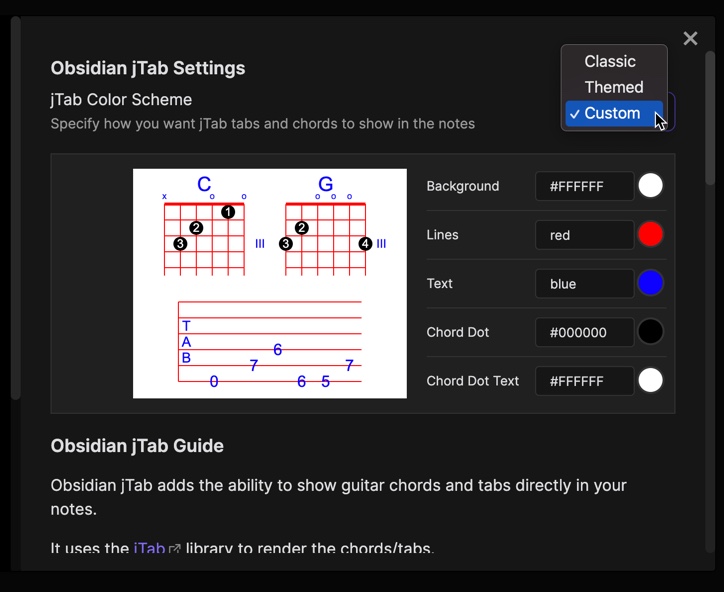 Classic
Themed
✓ Custom
Obsidian jTab Settings
jTab Color Scheme
Specify how you want jTab tabs and chords to show in the notes
C G
x o o o o o
1
2 2
3 III 3 4 III
T
A
B
6
7 7
0 6 5
Background #FFFFFF
Lines red
Text blue
Chord Dot #000000
Chord Dot Text #FFFFFF
Obsidian jTab Guide
Obsidian jTab adds the ability to show guitar chords and tabs directly in your
notes.
It uses the jTab library to render the chords/tabs.